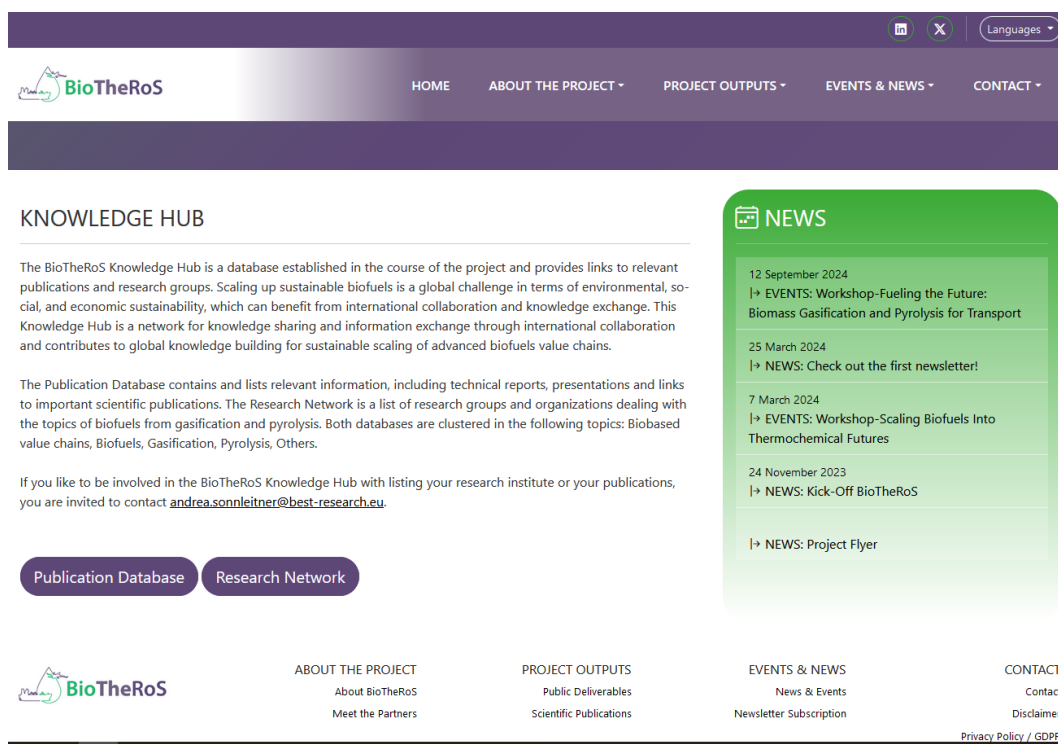 in X Languages
BioTheRoS HOME ABOUT THE PROJECT PROJECT OUTPUTS EVENTS & NEWS CONTACT
KNOWLEDGE HUB
The BioTheRoS Knowledge Hub is a database established in the course of the project and provides links to relevant
publications and research groups. Scaling up sustainable biofuels is a global challenge in terms of environmental, so-
cial, and economic sustainability, which can benefit from international collaboration and knowledge exchange. This
Knowledge Hub is a network for knowledge sharing and information exchange through international collaboration
and contributes to global knowledge building for sustainable scaling of advanced biofuels value chains.
The Publication Database contains and lists relevant information, including technical reports, presentations and links
to important scientific publications. The Research Network is a list of research groups and organizations dealing with
the topics of biofuels from gasification and pyrolysis. Both databases are clustered in the following topics: Biobased
value chains, Biofuels, Gasification, Pyrolysis, Others.
If you like to be involved in the BioTheRoS Knowledge Hub with listing your research institute or your publications,
you are invited to contact andrea.sonnleitner@best-research.eu.
Publication Database Research Network
NEWS
12 September 2024
|→ EVENTS: Workshop-Fueling the Future:
Biomass Gasification and Pyrolysis for Transport
25 March 2024
|→ NEWS: Check out the first newsletter!
7 March 2024
|→ EVENTS: Workshop-Scaling Biofuels Into
Thermochemical Futures
24 November 2023
|→ NEWS: Kick-Off BioTheRoS
|→ NEWS: Project Flyer
BioTheRoS
ABOUT THE PROJECT
About BioTheRoS
Meet the Partners
PROJECT OUTPUTS
Public Deliverables
Scientific Publications
EVENTS & NEWS
News & Events
Newsletter Subscription
CONTACT
Contac
Disclaime
Privacy Policy / GDPR